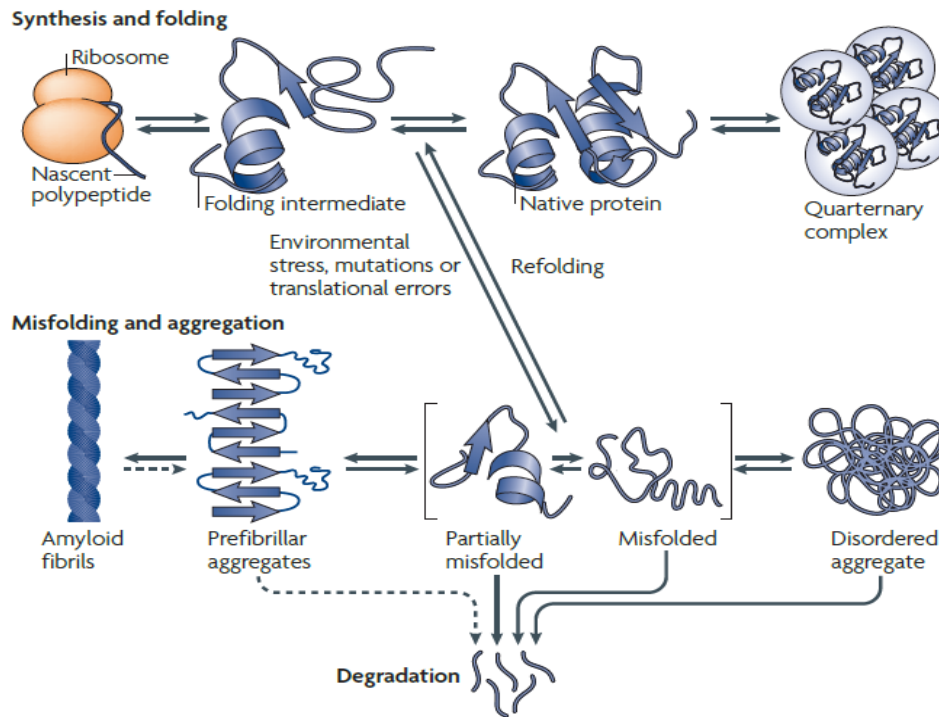 Synthesis and folding
Ribosome
Nascent
polypeptide
Folding intermediate
Native protein
Quarternary
complex
Environmental
stress, mutations or
translational errors
Refolding
Misfolding and aggregation
Amyloid
fibrils
Prefibrillar
aggregates
Partially
misfolded
Misfolded
Disordered
aggregate
Degradation